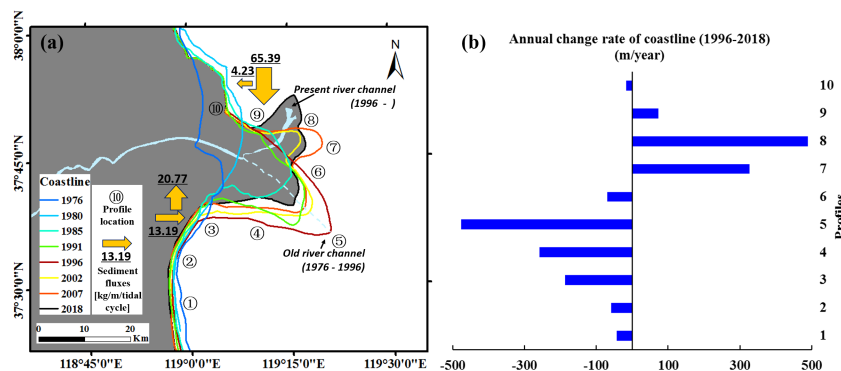 (a)
38°0'0"N
37°45'0"N
37°30'0"N
65.39
4.23
N
Present river channel
(1996 - )
⑩
⑨
⑧
⑦
⑥
20.77
13.19
③
④
⑤
②
①
Old river channel
(1976 - 1996)
Coastline
1976
1980
1985
1991
1996
2002
2007
2018
⑩
Profile
location
13.19
Sediment
fluxes
[kg/m/tidal
cycle]
0 10 20
Km
118°45'0"E 119°0'0"E 119°15'0"E 119°30'0"E
(b)
Annual change rate of coastline (1996-2018)
(m/year)
10
9
8
7
6
5
4
3
2
1
Profiles
-500 -300 -100 100 300 500